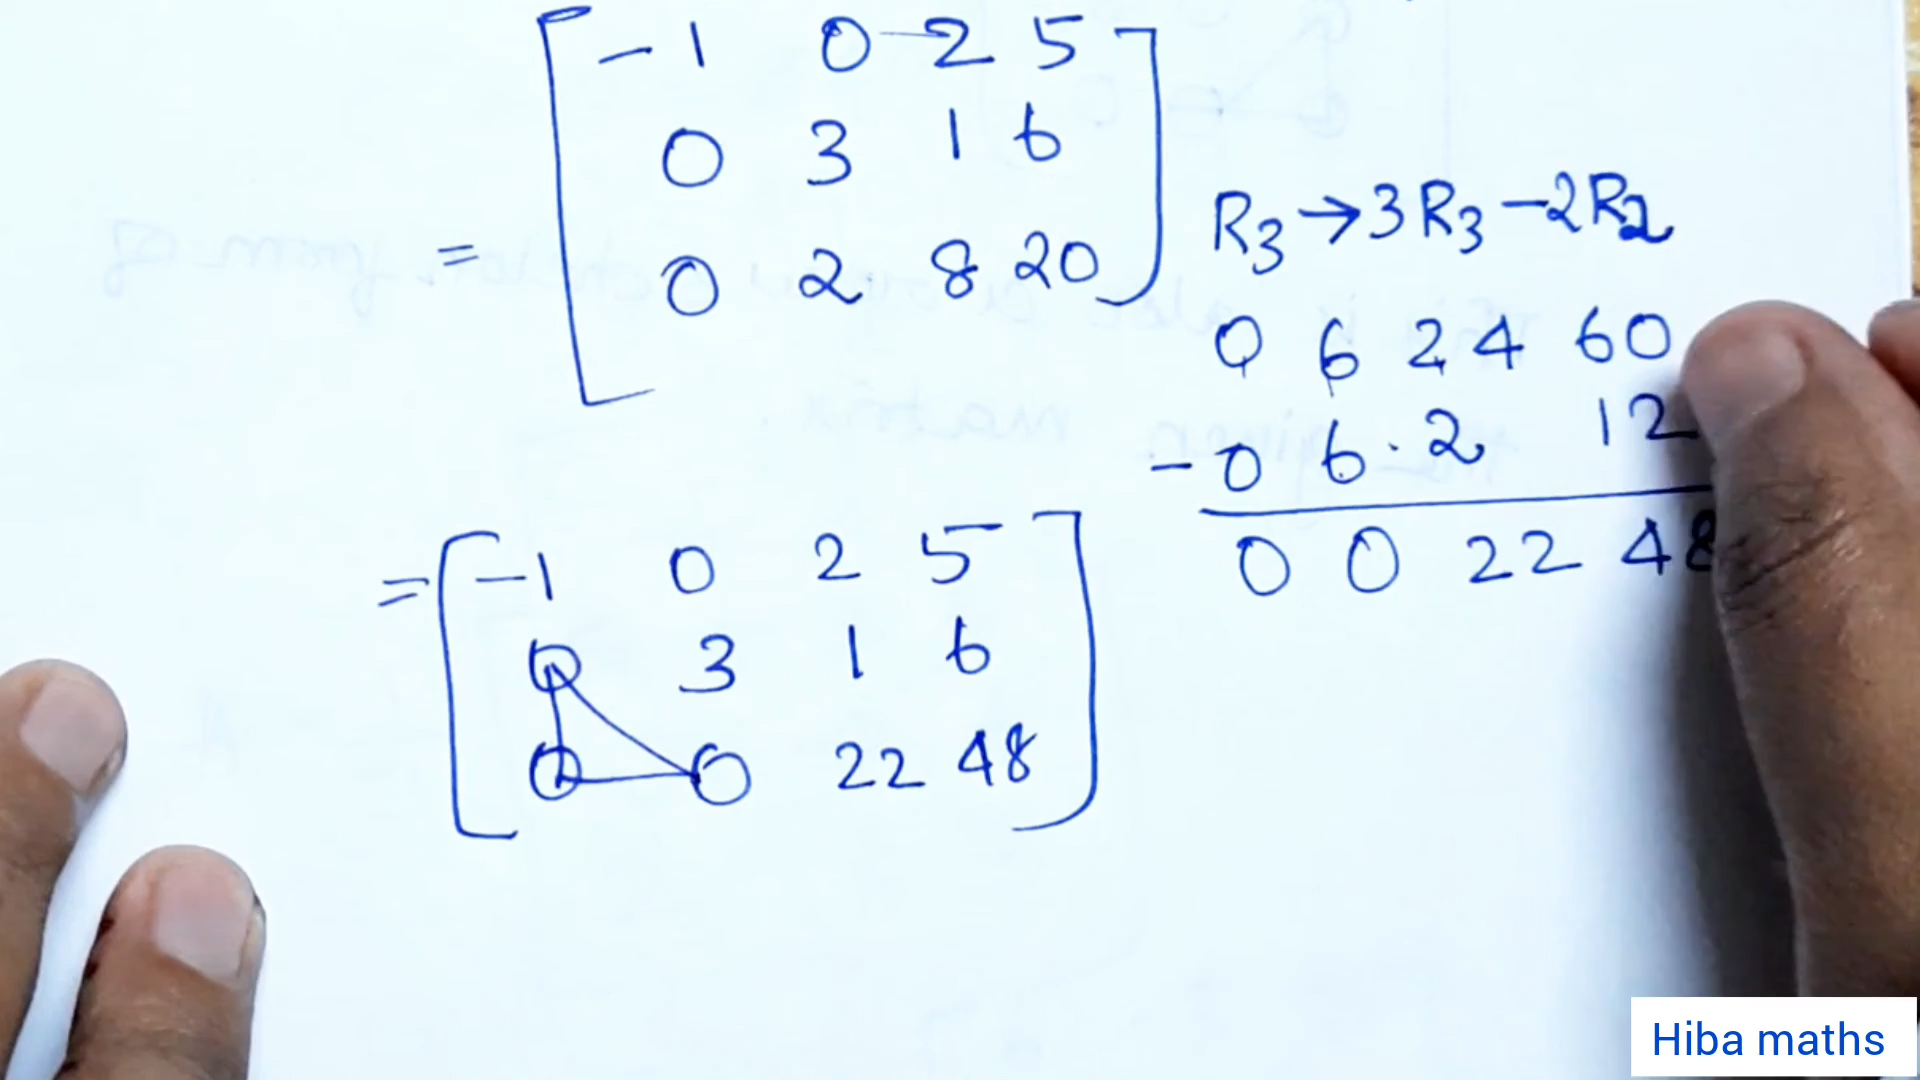 -1 0 2 5
0 3 1 6
= 0 2 8 20
R3 → 3R3 - 2R2
0 6 24 60
- 0 6 2 12
0 0 22 48
= -1 0 2 5
0 3 1 6
0 0 22 48
Hiba maths